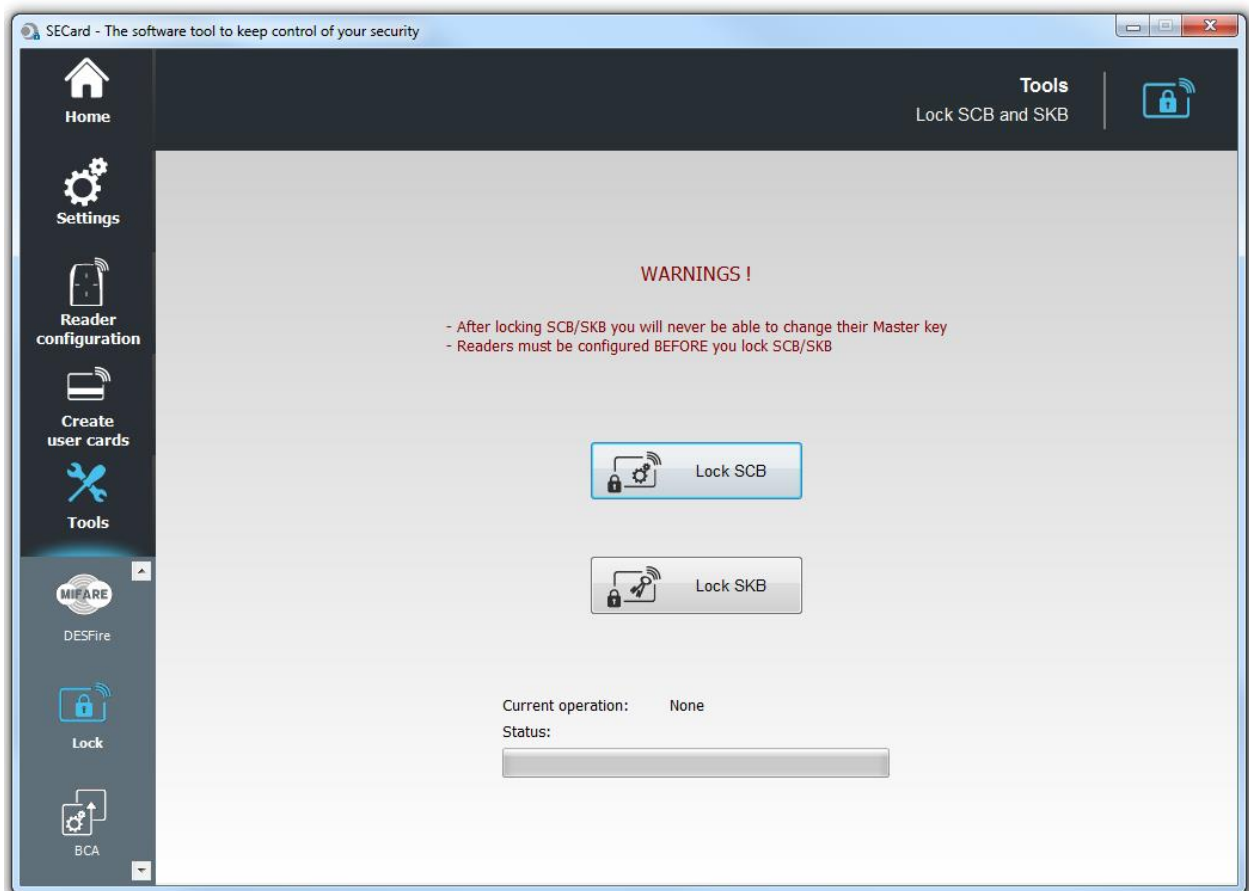 SECard - The software tool to keep control of your security
Home
Tools
Lock SCB and SKB
Settings
Reader
configuration
Create
user cards
Tools
MIFARE
DESFire
Lock
BCA
WARNINGS !
- After locking SCB/SKB you will never be able to change their Master key
- Readers must be configured BEFORE you lock SCB/SKB
Lock SCB
Lock SKB
Current operation: None
Status: